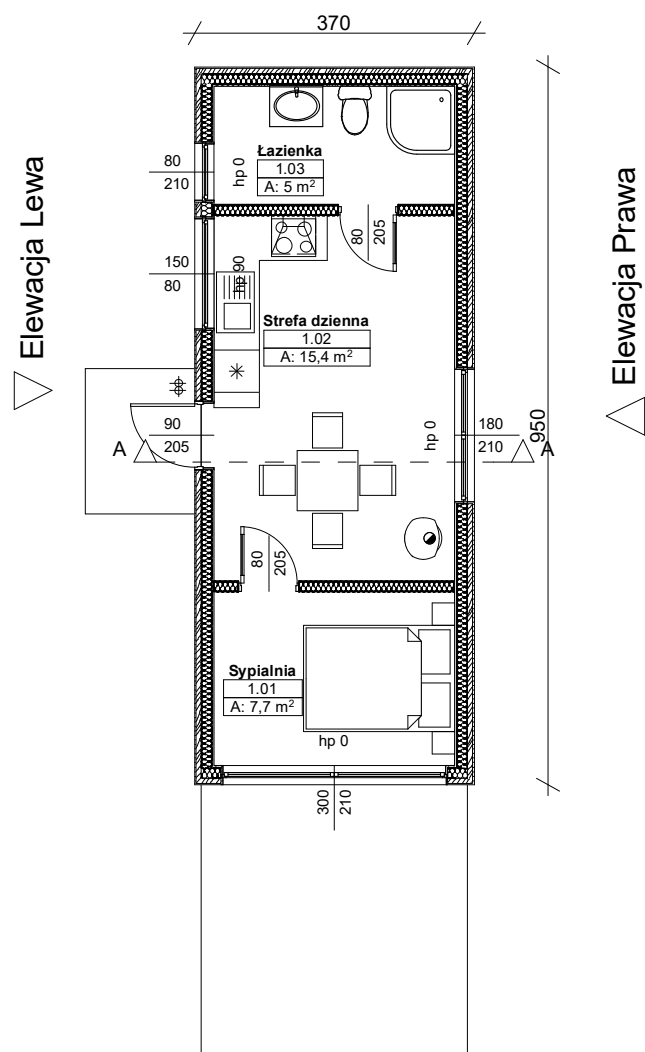 370
Elewacja Lewa
Elewacja Prawa
950
80
210
hp 0
Łazienka
1.03
A: 5 m²
80
205
150
80
hp 90
Strefa dzienna
1.02
A: 15,4 m²
90
205
A
hp 0
180
210
A
80
205
Sypialnia
1.01
A: 7,7 m²
hp 0
300
210